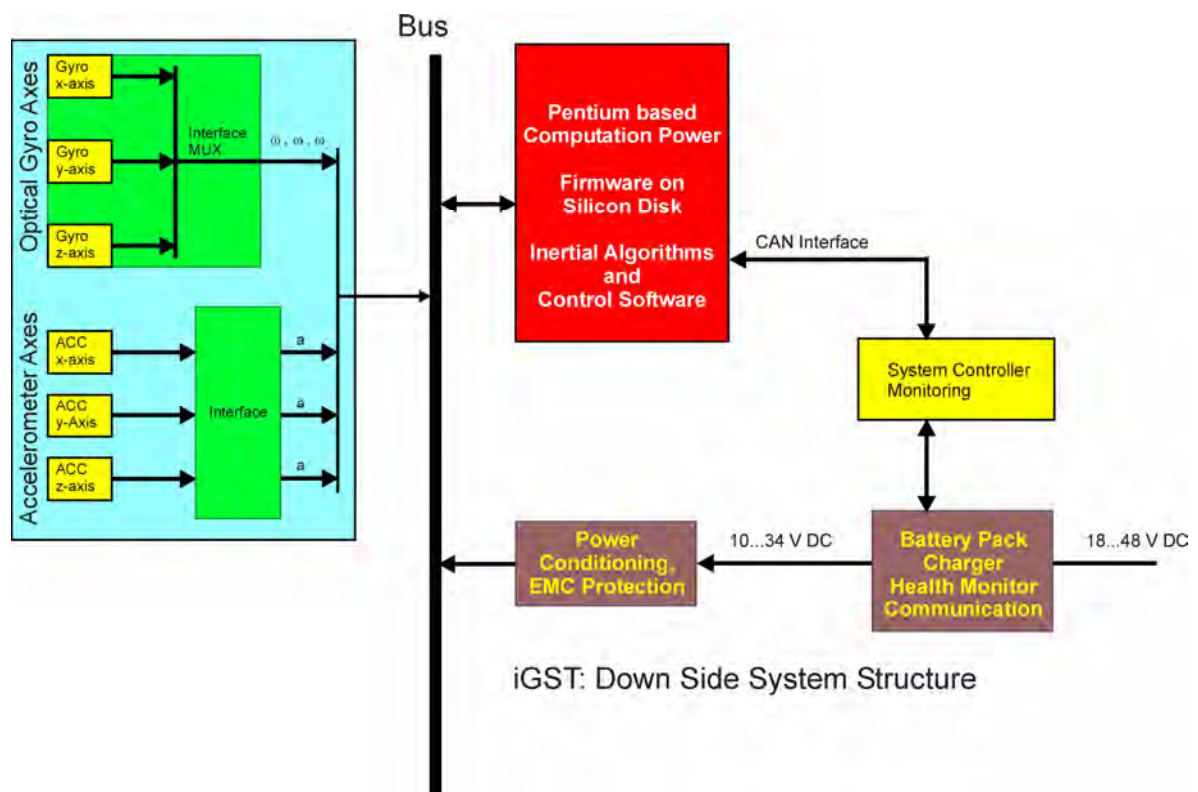 Bus
Optical Gyro Axes
Gyro
x-axis
Gyro
y-axis
Gyro
z-axis
Interface
MUX
ω , ω , ω
Accelerometer Axes
ACC
x-axis
ACC
y-Axis
ACC
z-axis
Interface
a
a
a
Pentium based
Computation Power
Firmware on
Silicon Disk
Inertial Algorithms
and
Control Software
CAN Interface
System Controller
Monitoring
Power
Conditioning,
EMC Protection
10...34 V DC
Battery Pack
Charger
Health Monitor
Communication
18...48 V DC
iGST: Down Side System Structure